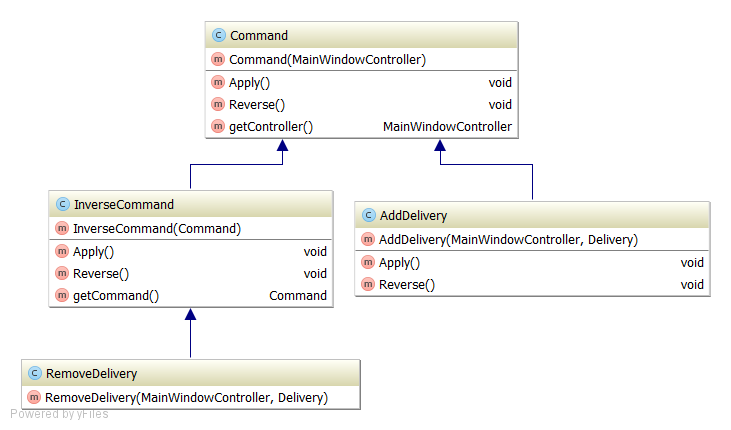 C Command
m Command(MainWindowController)
m Apply() void
m Reverse() void
m getController() MainWindowController
C InverseCommand
m InverseCommand(Command)
m Apply() void
m Reverse() void
m getCommand() Command
C AddDelivery
m AddDelivery(MainWindowController, Delivery)
m Apply() void
m Reverse() void
C RemoveDelivery
m RemoveDelivery(MainWindowController, Delivery)
Powered by yFiles